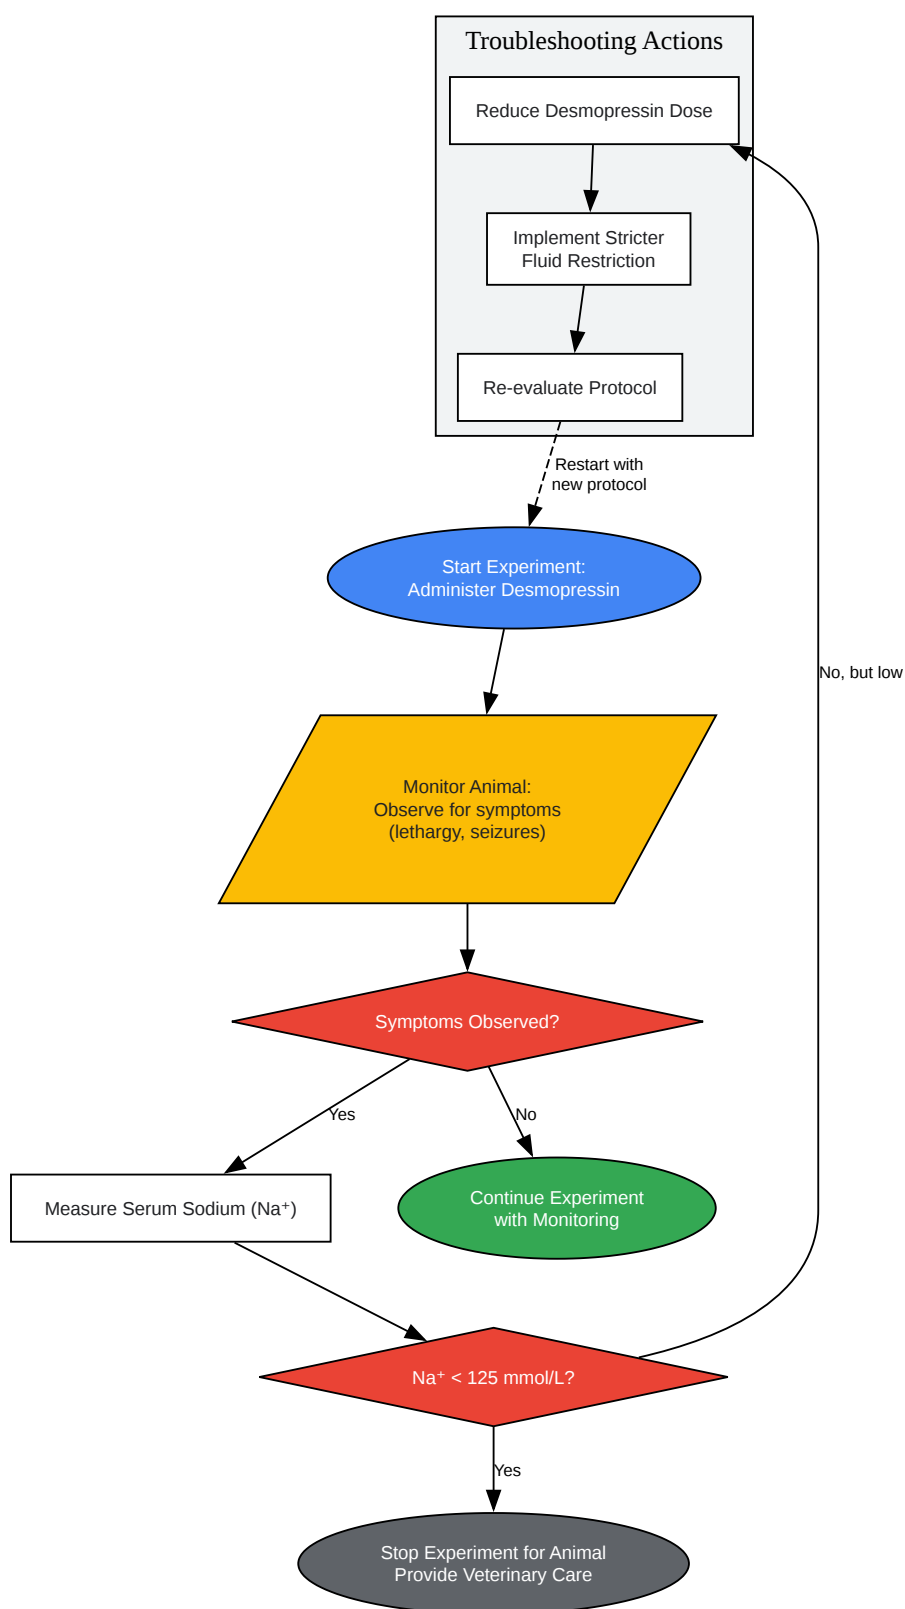 Troubleshooting Actions
Reduce Desmopressin Dose
Implement Stricter
Fluid Restriction
Re-evaluate Protocol
Restart with
new protocol
Start Experiment:
Administer Desmopressin
No, but low
Monitor Animal:
Observe for symptoms
(lethargy, seizures)
Symptoms Observed?
Yes
No
Measure Serum Sodium (Na⁺)
Continue Experiment
with Monitoring
Na⁺ < 125 mmol/L?
Yes
Stop Experiment for Animal
Provide Veterinary Care